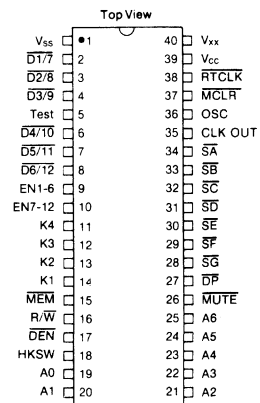 Top View
Vss 1 40 Vxx
D1/7 2 39 Vcc
D2/8 3 38 RTCLK
D3/9 4 37 MCLR
Test 5 36 OSC
D4/10 6 35 CLK OUT
D5/11 7 34 SA
D6/12 8 33 SB
EN1-6 9 32 SC
EN7-12 10 31 SD
K4 11 30 SE
K3 12 29 SF
K2 13 28 SG
K1 14 27 DP
MEM 15 26 MUTE
R/W 16 25 A6
DEN 17 24 A5
HKSW 18 23 A4
A0 19 22 A3
A1 20 21 A2